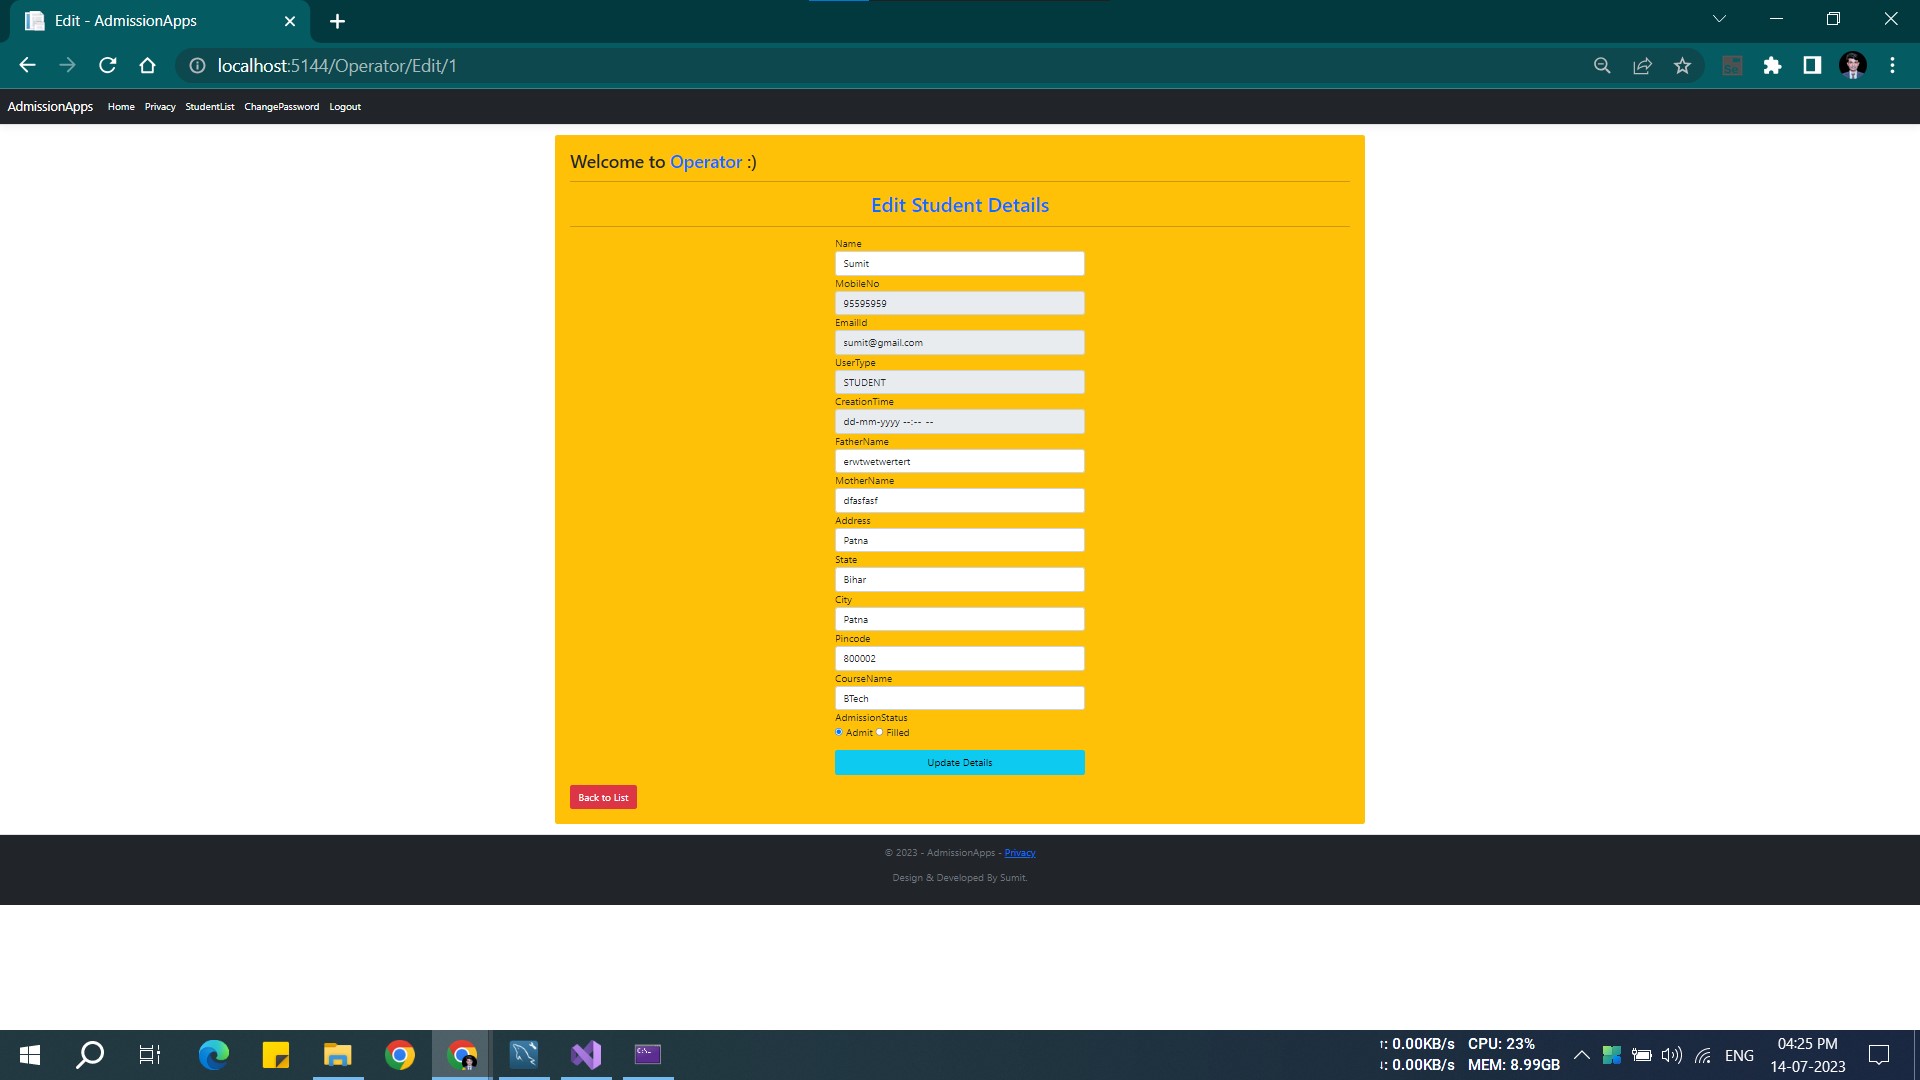 Edit - AdmissionApps
localhost:5144/Operator/Edit/1
AdmissionApps Home Privacy StudentList ChangePassword Logout
Welcome to Operator :)
Edit Student Details
Name
Sumit
MobileNo
95595959
EmailId
sumit@gmail.com
UserType
STUDENT
CreationTime
dd-mm-yyyy --:-- --
FatherName
erwtwetwertert
MotherName
dfasfasf
Address
Patna
State
Bihar
City
Patna
Pincode
800002
CourseName
BTech
AdmissionStatus
Admit Filled
Update Details
Back to List
© 2023 - AdmissionApps - Privacy
Design & Developed By Sumit.
↑: 0.00KB/s CPU: 23%
↓: 0.00KB/s MEM: 8.99GB
ENG
04:25 PM
14-07-2023